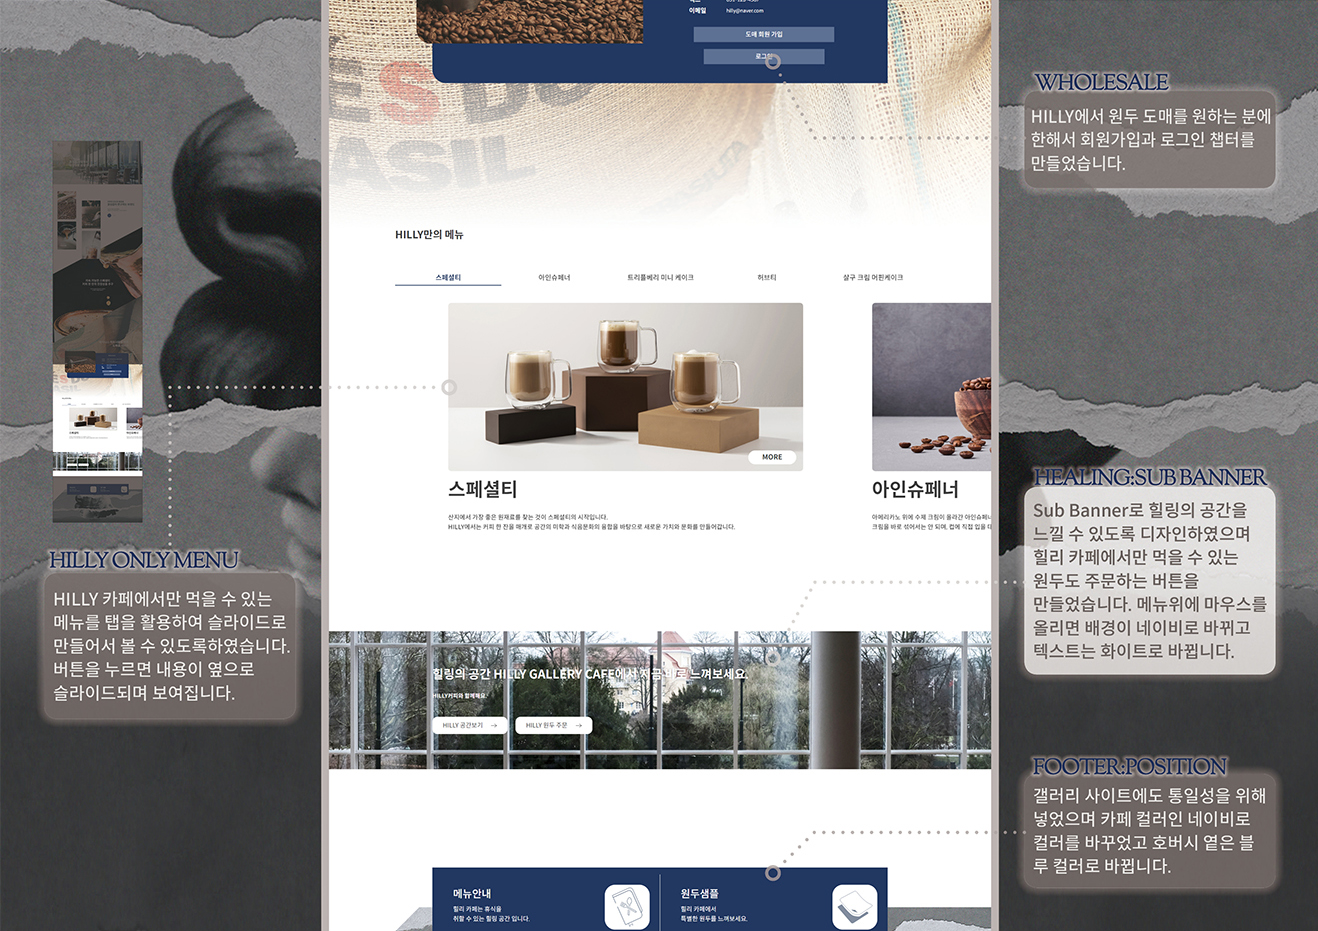 이메일 hilly@naver.com
도매 회원 가입
로그인
WHOLESALE
HILLY에서 원두 도매를 원하는 분에
한해서 회원가입과 로그인 챕터를
만들었습니다.
HILLY만의 메뉴
스페셜티
아인슈페너
트리플베리 미니 케이크
허브티
살구 크림 머핀케이크
MORE
스페셜티
산지에서 가장 좋은 원재료를 찾는 것이 스페셜티의 시작입니다.
HILLY에서는 커피 한 잔을 매개로 공간의 미학과 식음문화의 융합을 바탕으로 새로운 가치와 문화를 만들어갑니다.
아인슈페너
아메리카노 위에 수제 크림이 올라간 아인슈페너
크림을 바로 섞어서는 안 되며, 컵에 직접 입을 대
HILLY ONLY MENU
HILLY 카페에서만 먹을 수 있는
메뉴를 탭을 활용하여 슬라이드로
만들어서 볼 수 있도록하였습니다.
버튼을 누르면 내용이 옆으로
슬라이드되며 보여집니다.
HEALING:SUB BANNER
Sub Banner로 힐링의 공간을
느낄 수 있도록 디자인하였으며
힐리 카페에서만 먹을 수 있는
원두도 주문하는 버튼을
만들었습니다. 메뉴위에 마우스를
올리면 배경이 네이비로 바뀌고
텍스트는 화이트로 바뀝니다.
힐링의 공간 HILLY GALLERY CAFE에서 지금 바로 느껴보세요.
HILLY커피와 함께해요.
HILLY 공간보기 →
HILLY 원두 주문 →
FOOTER:POSITION
갤러리 사이트에도 통일성을 위해
넣었으며 카페 컬러인 네이비로
컬러를 바꾸었고 호버시 옅은 블
루 컬러로 바뀝니다.
메뉴안내
힐리 카페는 휴식을
취할 수 있는 힐링 공간 입니다.
원두샘플
힐리 카페에서
특별한 원두를 느껴보세요.